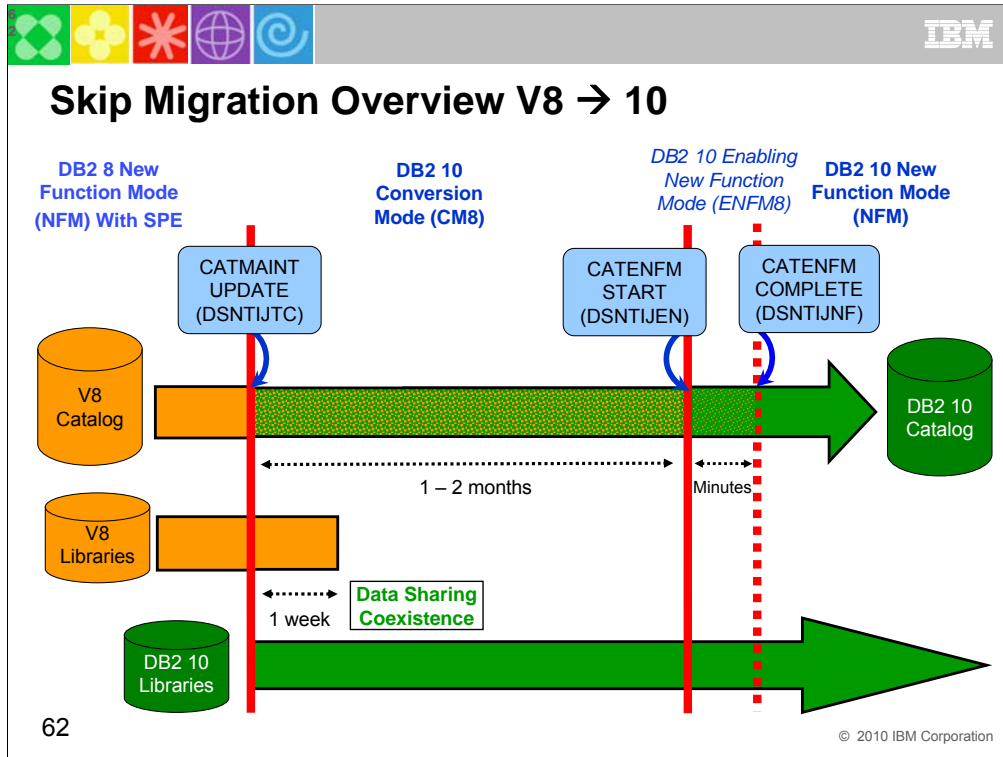 6
2
IBM
Skip Migration Overview V8 → 10
DB2 8 New
Function Mode
(NFM) With SPE
DB2 10
Conversion
Mode (CM8)
DB2 10 Enabling
New Function
Mode (ENFM8)
DB2 10 New
Function Mode
(NFM)
CATMAINT
UPDATE
(DSNTIJTC)
CATENFM
START
(DSNTIJEN)
CATENFM
COMPLETE
(DSNTIJNF)
V8
Catalog
DB2 10
Catalog
1 – 2 months
Minutes
V8
Libraries
1 week
Data Sharing
Coexistence
DB2 10
Libraries
62
© 2010 IBM Corporation